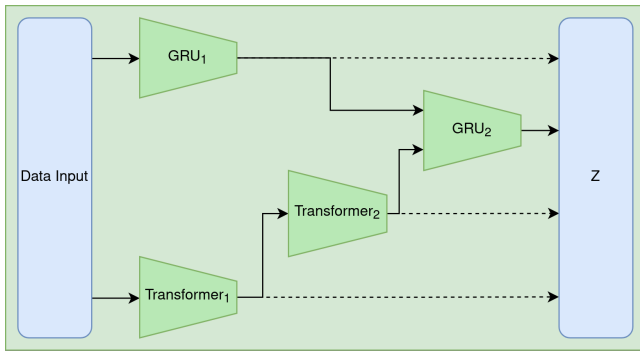 GRU₁
GRU₂
Data Input
Z
Transformer₂
Transformer₁